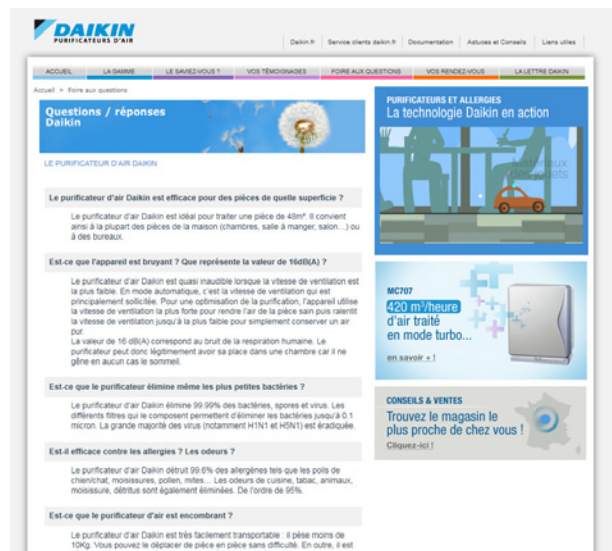 DAIKIN
PURIFICATEURS D'AIR
Daikin.fr
Service clients daikin.fr
Documentation
Astuces et Conseils
Liens utiles
ACCUEIL
LA GAMME
LE SAVIEZ-VOUS ?
VOS TÉMOIGNAGES
FOIRE AUX QUESTIONS
VOS RENDEZ-VOUS
LA LETTRE DAIKIN
Accueil > Foire aux questions
Questions / réponses
Daikin
LE PURIFICATEUR D'AIR DAIKIN
Le purificateur d'air Daikin est efficace pour des pièces de quelle superficie ?
Le purificateur d'air Daikin est idéal pour traiter une pièce de 48m². Il convient
ainsi à la plupart des pièces de la maison (chambres, salle à manger, salon…) ou
à des bureaux.
Est-ce que l'appareil est bruyant ? Que représente la valeur de 16dB(A) ?
Le purificateur d'air Daikin est quasi inaudible lorsque la vitesse de ventilation est
la plus faible. En mode automatique, c'est la vitesse de ventilation qui est
principalement sollicitée. Pour une optimisation de la purification, l'appareil utilise
la vitesse de ventilation la plus forte pour rendre l'air de la pièce sain puis ralentit
la vitesse de ventilation jusqu'à la plus faible pour simplement conserver un air
pur.
La valeur de 16 dB(A) correspond au bruit de la respiration humaine. Le
purificateur peut donc légitimement avoir sa place dans une chambre car il ne
gêne en aucun cas le sommeil.
Est-ce que le purificateur élimine même les plus petites bactéries ?
Le purificateur d'air Daikin élimine 99.99% des bactéries, spores et virus. Les
différents filtres qui le composent permettent d'éliminer les bactéries jusqu'à 0.1
micron. La grande majorité des virus (notamment H1N1 et H5N1) est éradiquée.
Est-il efficace contre les allergies ? Les odeurs ?
Le purificateur d'air Daikin détruit 99.6% des allergènes tels que les poils de
chien/chat, moisissures, pollen, mites… Les odeurs de cuisine, tabac, animaux,
moisissure, détritus sont également éliminées. De l'ordre de 95%.
Est-ce que le purificateur d'air est encombrant ?
Le purificateur d'air Daikin est très facilement transportable : il pèse moins de
10Kg. Vous pouvez le déplacer de pièce en pièce sans difficulté. En outre, il est
PURIFICATEURS ET ALLERGIES
La technologie Daikin en action
Matériaux
des jouets
MC707
420 m³/heure
d'air traité
en mode turbo...
en savoir + !
CONSEILS & VENTES
Trouvez le magasin le
plus proche de chez vous !
Cliquez-ici !